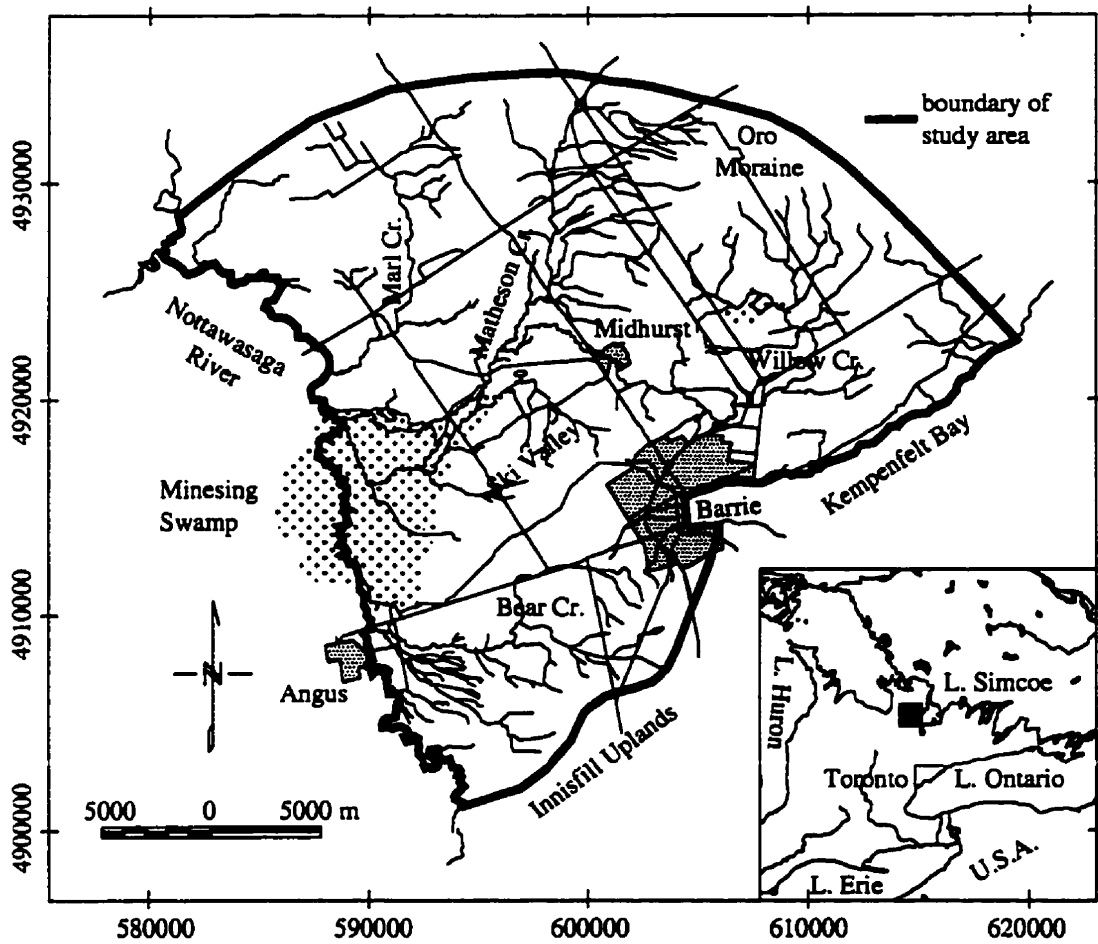 boundary of
study area
Oro
Moraine
Marl Cr.
Matheson Cr.
Nottawasaga
River
Midhurst
Willow Cr.
Minesing
Swamp
Valley
Kempenfelt Bay
Barrie
Bear Cr.
Angus
Innisfill Uplands
N
5000 0 5000 m
4930000
4920000
4910000
4900000
580000 590000 600000 610000 620000
L. Huron
L. Simcoe
Toronto
L. Ontario
U.S.A.
L. Erie